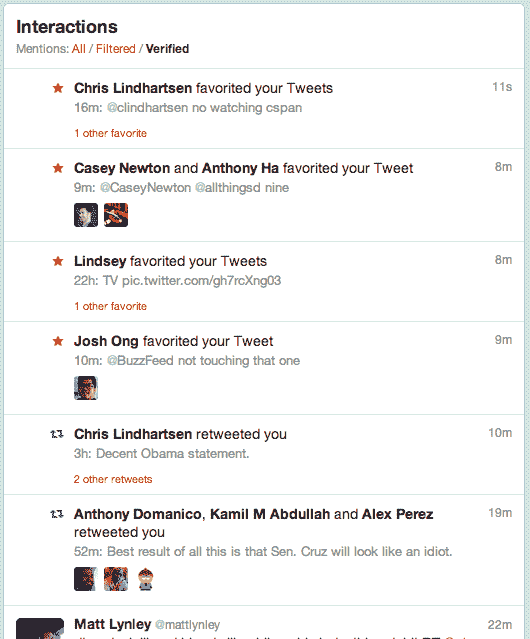 Interactions
Mentions: All / Filtered / Verified
Chris Lindhartsen favorited your Tweets 11s
16m: @clindhartsen no watching cspan
1 other favorite
Casey Newton and Anthony Ha favorited your Tweet 8m
9m: @CaseyNewton @allthingsd nine
Lindsey favorited your Tweets 8m
22h: TV pic.twitter.com/gh7rcXng03
1 other favorite
Josh Ong favorited your Tweet 9m
10m: @BuzzFeed not touching that one
Chris Lindhartsen retweeted you 10m
3h: Decent Obama statement.
2 other retweets
Anthony Domanico, Kamil M Abdullah and Alex Perez 19m
retweeted you
52m: Best result of all this is that Sen. Cruz will look like an idiot.
Matt Lynley @mattlynley 22m